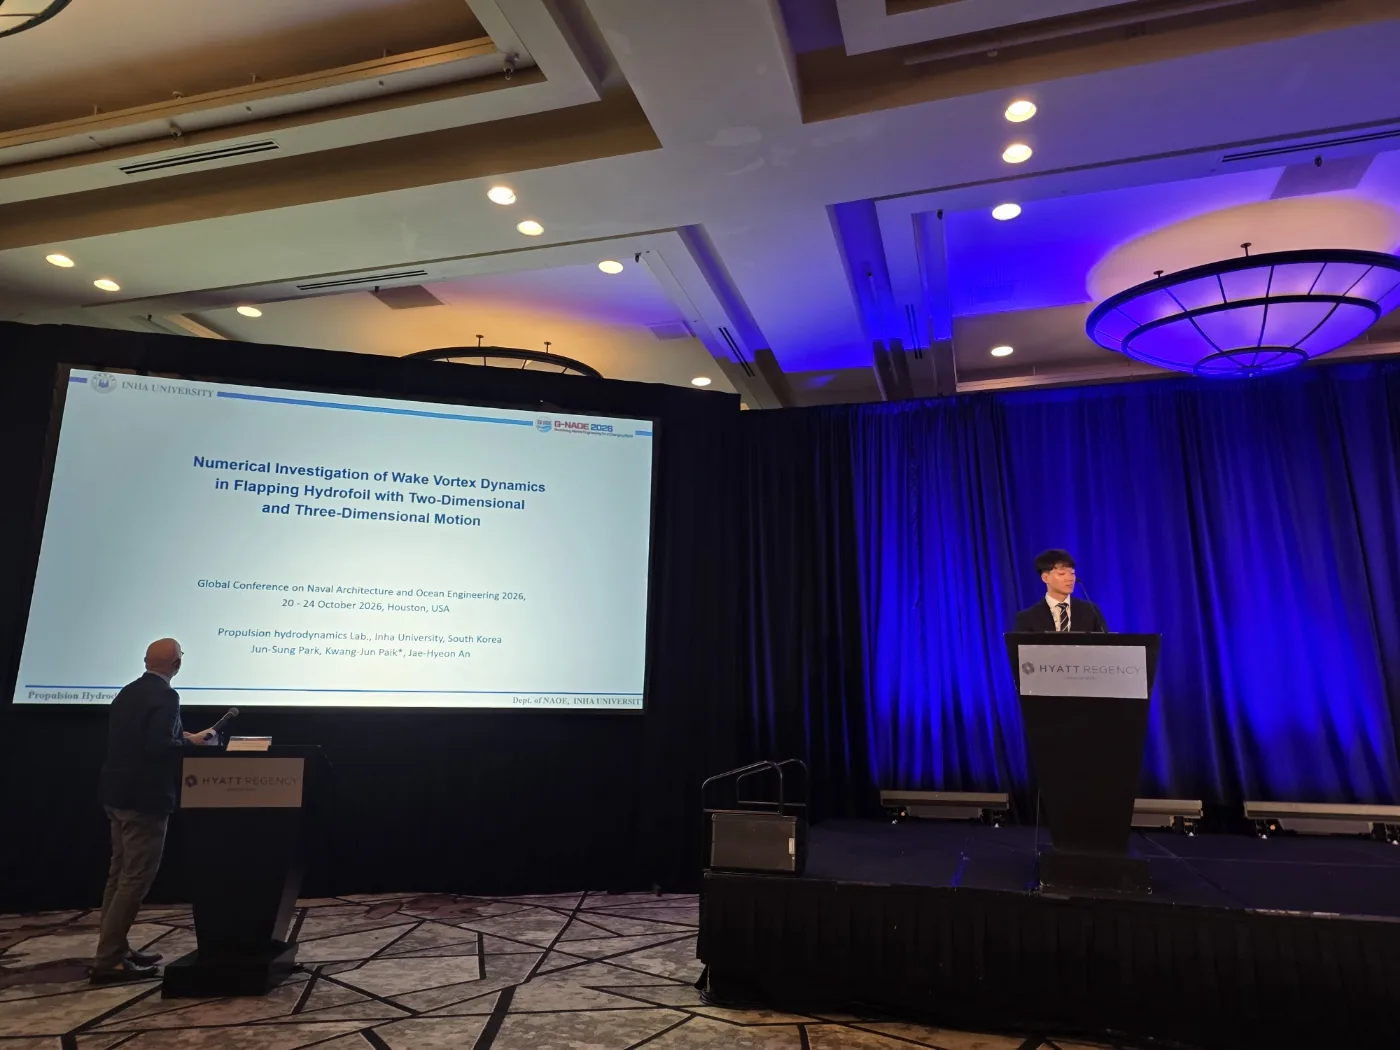 INHA UNIVERSITY
G-NAOE 2026
Numerical Investigation of Wake Vortex Dynamics
in Flapping Hydrofoil with Two-Dimensional
and Three-Dimensional Motion
Global Conference on Naval Architecture and Ocean Engineering 2026,
20 - 24 October 2026, Houston, USA
Propulsion hydrodynamics Lab., Inha University, South Korea
Jun-Sung Park, Kwang-Jun Paik*, Jae-Hyeon An
Propulsion Hydrod
Dept. of NAOE, INHA UNIVERSIT
HYATT REGENCY
HYATT REGENCY